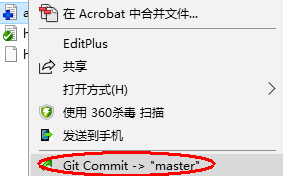 a
h
h
在 Acrobat 中合并文件...
EditPlus
共享
打开方式(H)
使用 360杀毒 扫描
发送到手机
Git Commit -> "master"